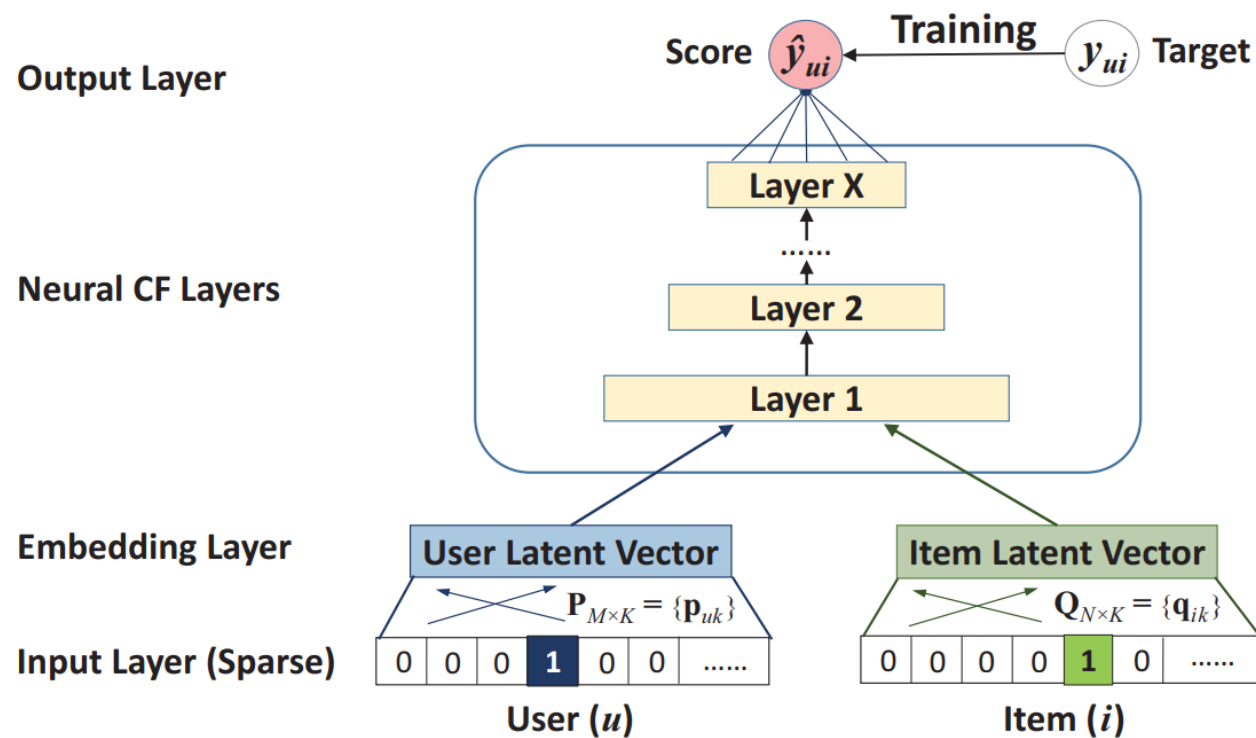 Output Layer
Score
ŷui
Training
yui
Target
Neural CF Layers
Layer X
......
Layer 2
Layer 1
Embedding Layer
User Latent Vector
Item Latent Vector
PM×K = {puk}
QN×K = {qik}
Input Layer (Sparse)
0 0 0 1 0 0 ......
0 0 0 0 1 0 ......
User (u)
Item (i)